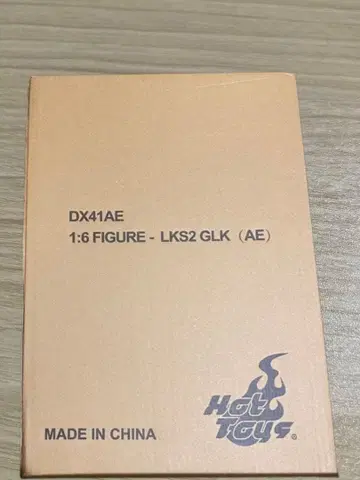 DX41AE
1:6 FIGURE - LKS2 GLK (AE)
Hot
Toys®
MADE IN CHINA